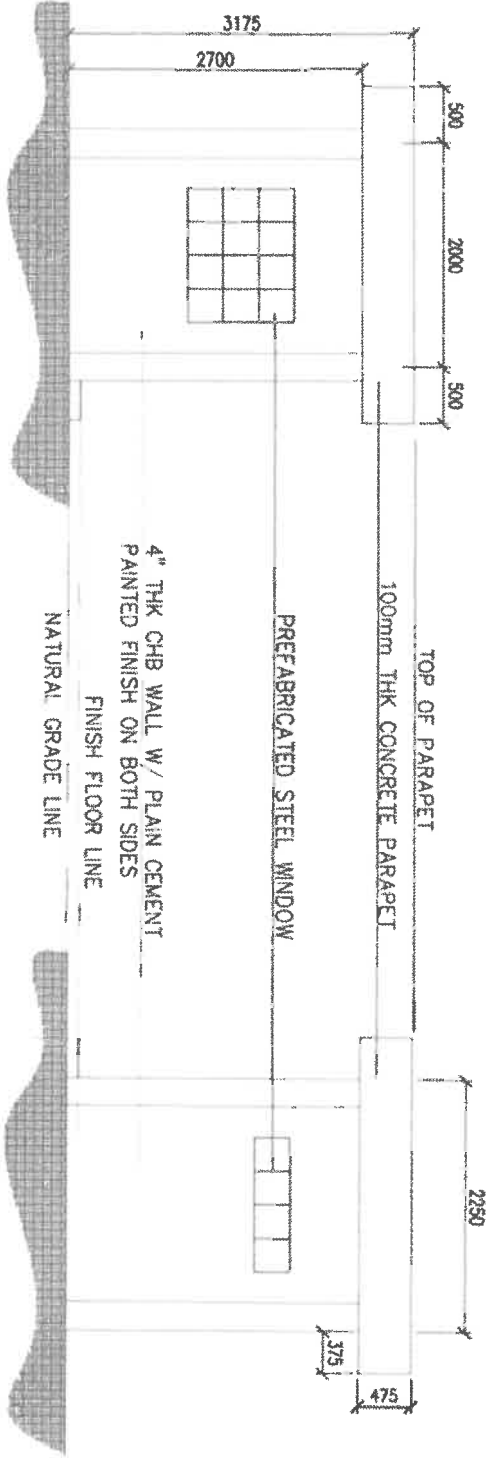 3175
2700
500
2000
500
TOP OF PARAPET
100mm THK CONCRETE PARAPET
PREFABRICATED STEEL WINDOW
4" THK CHB WALL W/ PLAIN CEMENT
PAINTED FINISH ON BOTH SIDES
FINISH FLOOR LINE
NATURAL GRADE LINE
2250
375
475